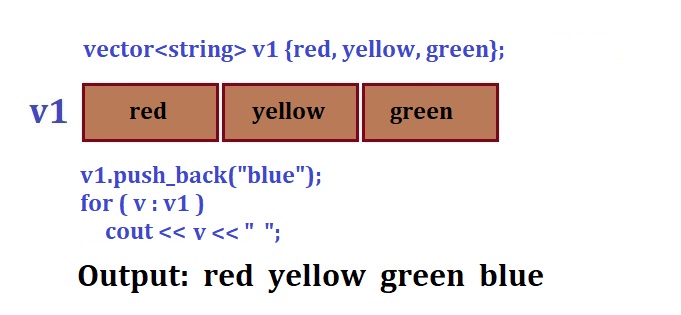 vector<string> v1 {red, yellow, green};
v1 red yellow green
v1.push_back("blue");
for ( v : v1 )
cout << v << " ";
Output: red yellow green blue